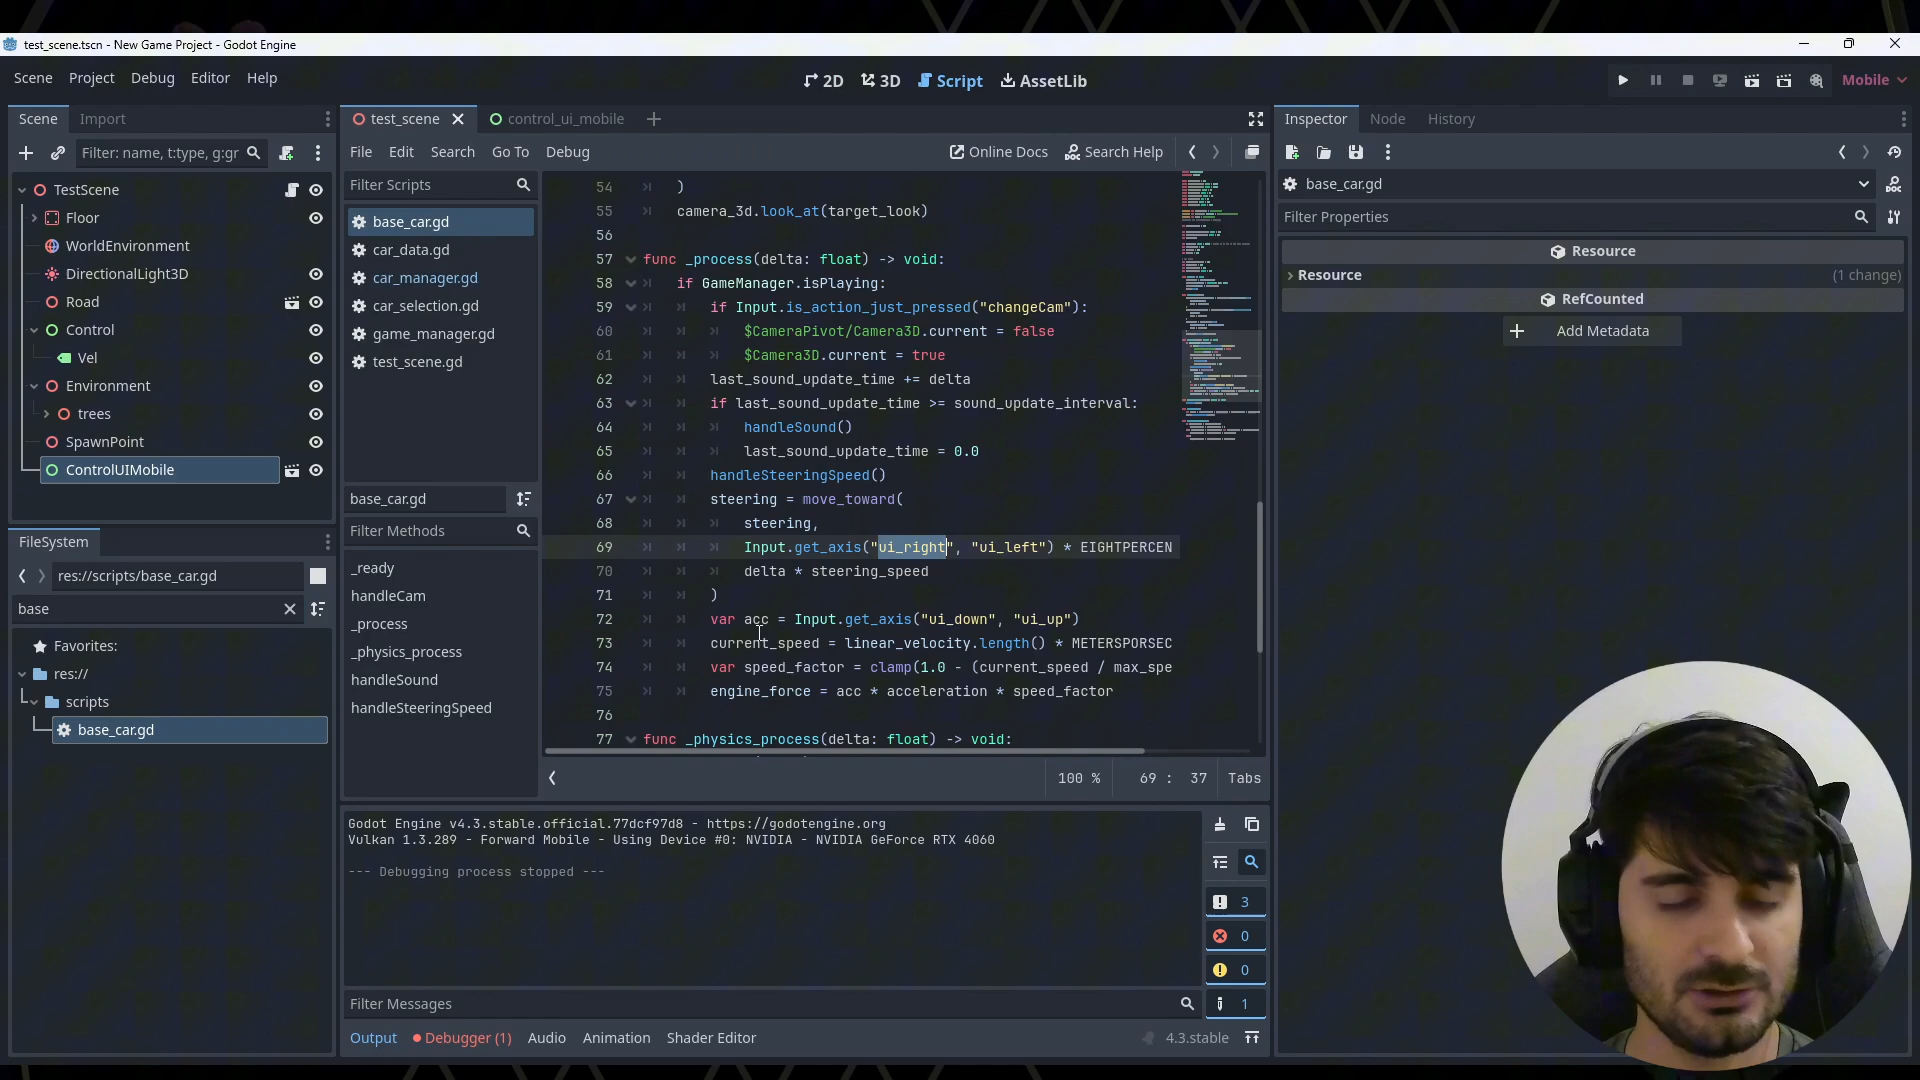 test_scene.tscn - New Game Project - Godot Engine
Scene Project Debug Editor Help
2D 3D Script AssetLib
Mobile
Scene Import
Filter: name, t:type, g:gr
TestScene
Floor
WorldEnvironment
DirectionalLight3D
Road
Control
Vel
Environment
trees
SpawnPoint
ControlUIMobile
FileSystem
res://scripts/base_car.gd
base
Favorites:
res://
scripts
base_car.gd
test_scene control_ui_mobile
File Edit Search Go To Debug
Online Docs Search Help
Filter Scripts
base_car.gd
car_data.gd
car_manager.gd
car_selection.gd
game_manager.gd
test_scene.gd
base_car.gd
Filter Methods
_ready
handleCam
_process
_physics_process
handleSound
handleSteeringSpeed
54 )
55 camera_3d.look_at(target_look)
56
57 func _process(delta: float) -> void:
58 if GameManager.isPlaying:
59 if Input.is_action_just_pressed("changeCam"):
60 $CameraPivot/Camera3D.current = false
61 $Camera3D.current = true
62 last_sound_update_time += delta
63 if last_sound_update_time >= sound_update_interval:
64 handleSound()
65 last_sound_update_time = 0.0
66 handleSteeringSpeed()
67 steering = move_toward(
68 steering,
69 Input.get_axis("ui_right", "ui_left") * EIGHTPERCEN
70 delta * steering_speed
71 )
72 var acc = Input.get_axis("ui_down", "ui_up")
73 current_speed = linear_velocity.length() * METERSPORSEC
74 var speed_factor = clamp(1.0 - (current_speed / max_spe
75 engine_force = acc * acceleration * speed_factor
76
77 func _physics_process(delta: float) -> void:
100 % 69 : 37 Tabs
Godot Engine v4.3.stable.official.77dcf97d8 - https://godotengine.org
Vulkan 1.3.289 - Forward Mobile - Using Device #0: NVIDIA - NVIDIA GeForce RTX 4060
--- Debugging process stopped ---
3
0
0
1
Filter Messages
Output Debugger (1) Audio Animation Shader Editor
4.3.stable
Inspector Node History
base_car.gd
Filter Properties
Resource
Resource (1 change)
RefCounted
Add Metadata